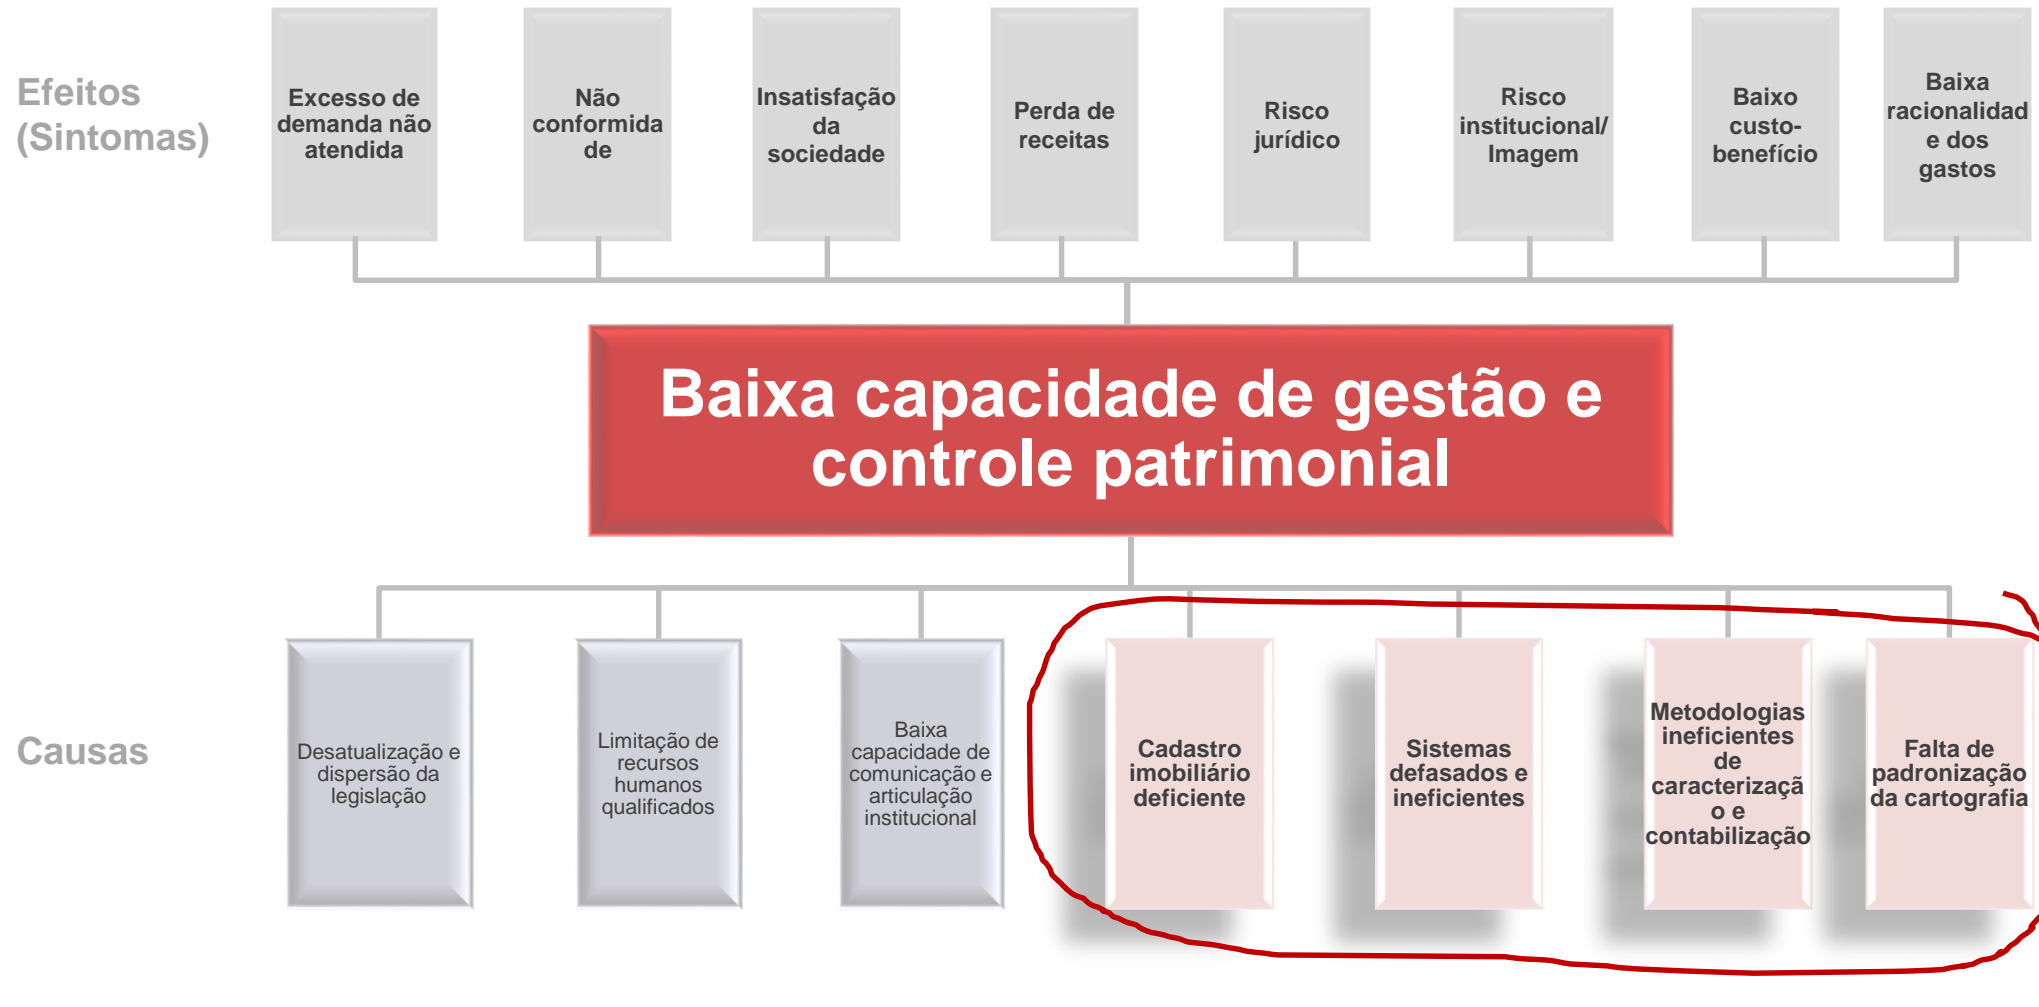 Efeitos
(Sintomas)
Excesso de
demanda não
atendida
Não
conformida
de
Insatisfação
da
sociedade
Perda de
receitas
Risco
jurídico
Risco
institucional/
Imagem
Baixo
custo-
benefício
Baixa
racionalidad
e dos
gastos
Baixa capacidade de gestão e
controle patrimonial
Causas
Desatualização e
dispersão da
legislação
Limitação de
recursos
humanos
qualificados
Baixa
capacidade de
comunicação e
articulação
institucional
Cadastro
imobiliário
deficiente
Sistemas
defasados e
ineficientes
Metodologias
ineficientes
de
caracterizaçã
o e
contabilização
Falta de
padronização
da cartografia